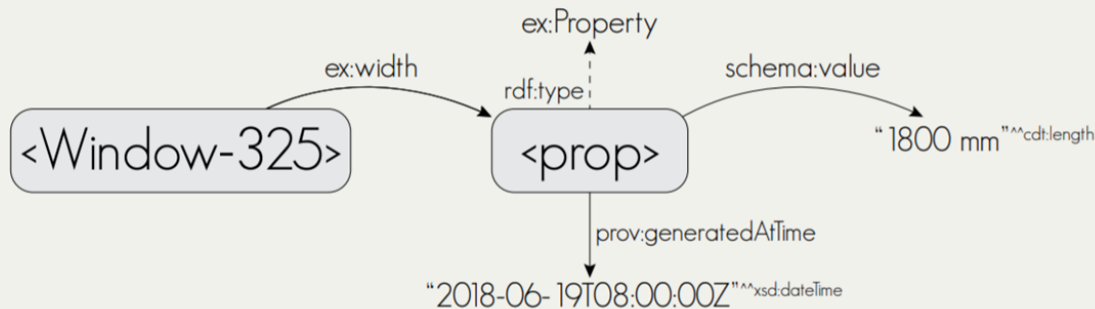 ex:Property
ex:width
schema:value
rdf:type
<Window-325>
<prop>
“1800 mm”^^cdt:length
prov:generatedAtTime
“2018-06-19T08:00:00Z”^^xsd:dateTime